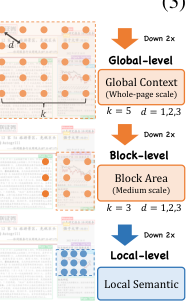 (3)
Down 2x
Global-level
d
Global Context
(Whole-page scale)
k
k = 5 d = 1,2,3
Down 2x
Block-level
Block Area
(Medium scale)
k = 3 d = 1,2,3
Down 2x
Local-level
Local Semantic